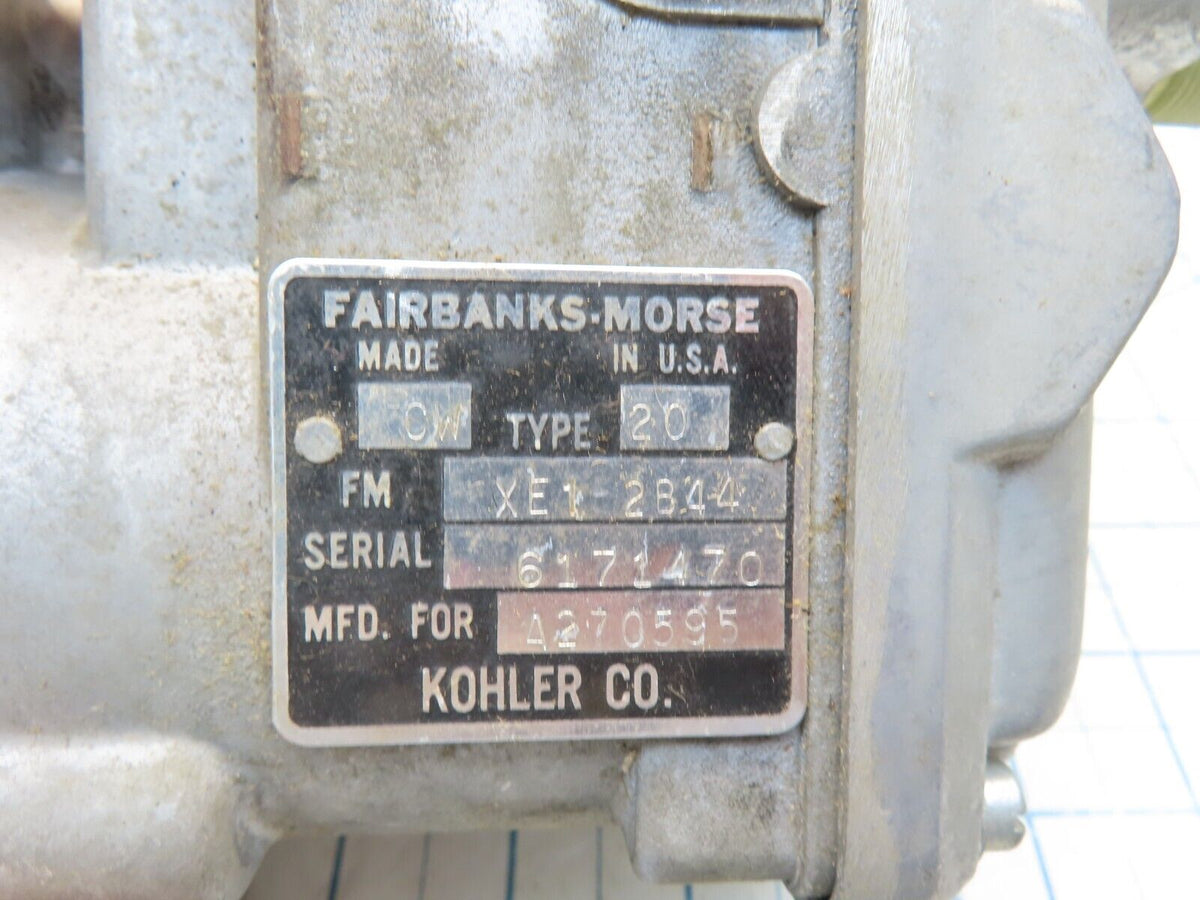 FAIRBANKS-MORSE
MADE IN U.S.A.
CW TYPE 20
FM XE1-2B44
SERIAL 6171470
MFD. FOR A270595
KOHLER CO.